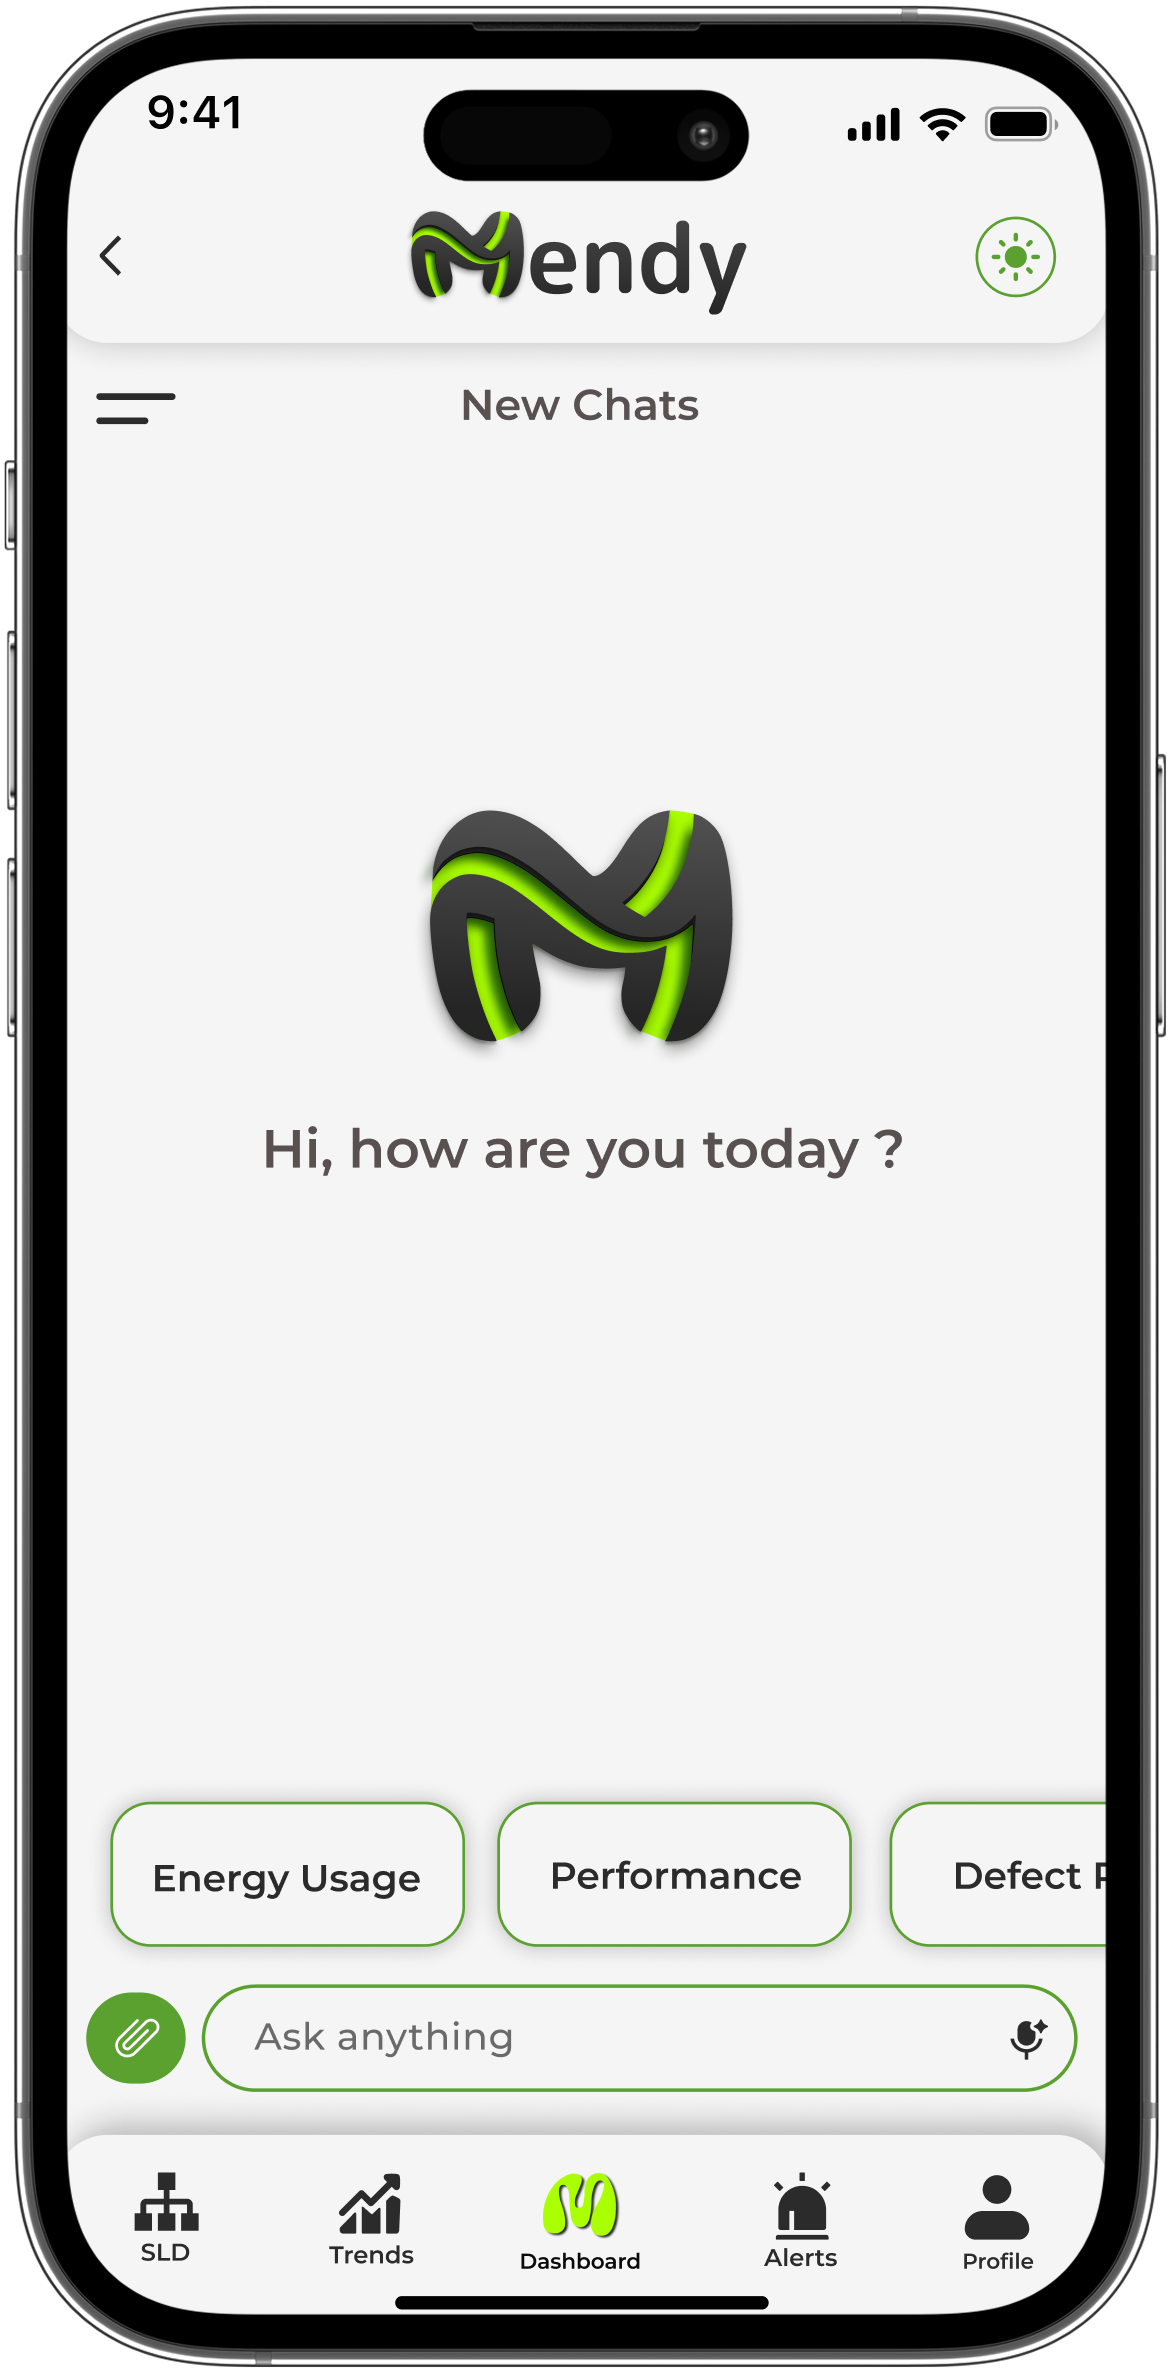 9:41
Mendy
New Chats
Hi, how are you today ?
Energy Usage
Performance
Defect
Ask anything
SLD
Trends
Dashboard
Alerts
Profile